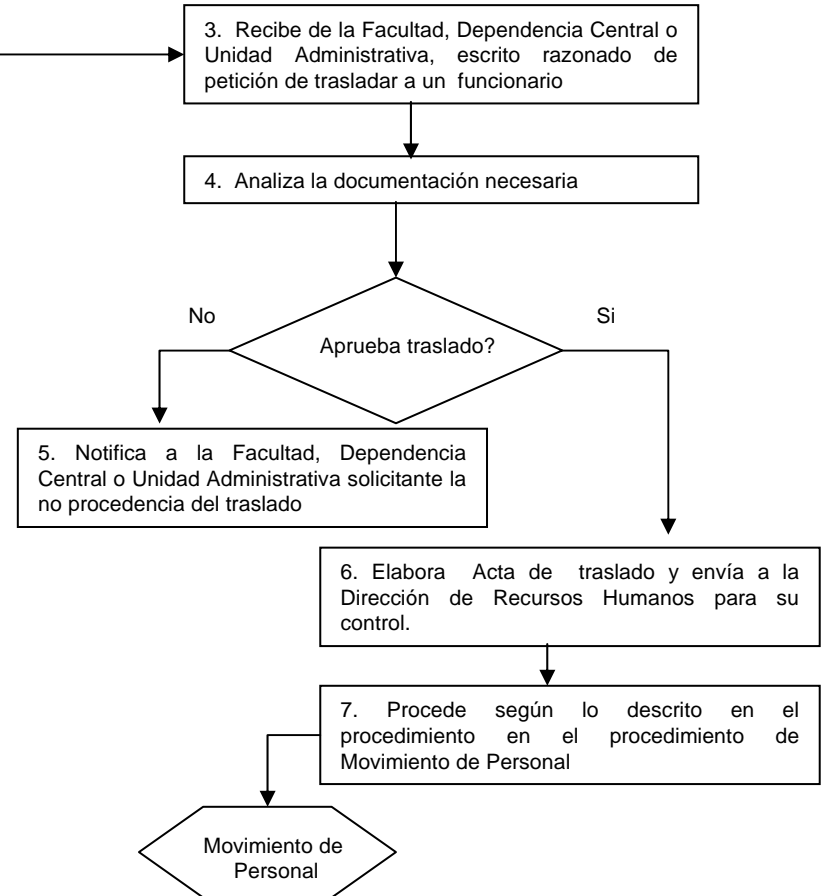 3. Recibe de la Facultad, Dependencia Central o
Unidad Administrativa, escrito razonado de
petición de trasladar a un funcionario
4. Analiza la documentación necesaria
No
Si
Aprueba traslado?
5. Notifica a la Facultad, Dependencia
Central o Unidad Administrativa solicitante la
no procedencia del traslado
6. Elabora Acta de traslado y envía a la
Dirección de Recursos Humanos para su
control.
7. Procede según lo descrito en el
procedimiento en el procedimiento de
Movimiento de Personal
Movimiento de
Personal